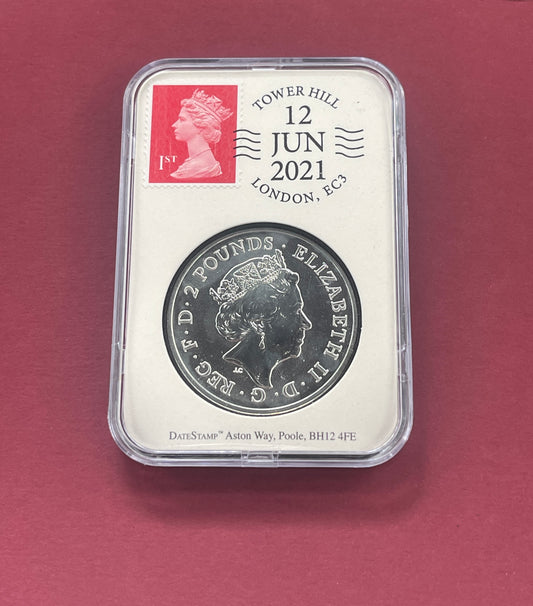 1ST
TOWER HILL
12
JUN
2021
LONDON, EC3
ELIZABETH II · D · G · REG · F · D · 2 POUNDS ·
J.C
DATESTAMP™ Aston Way, Poole, BH12 4FE